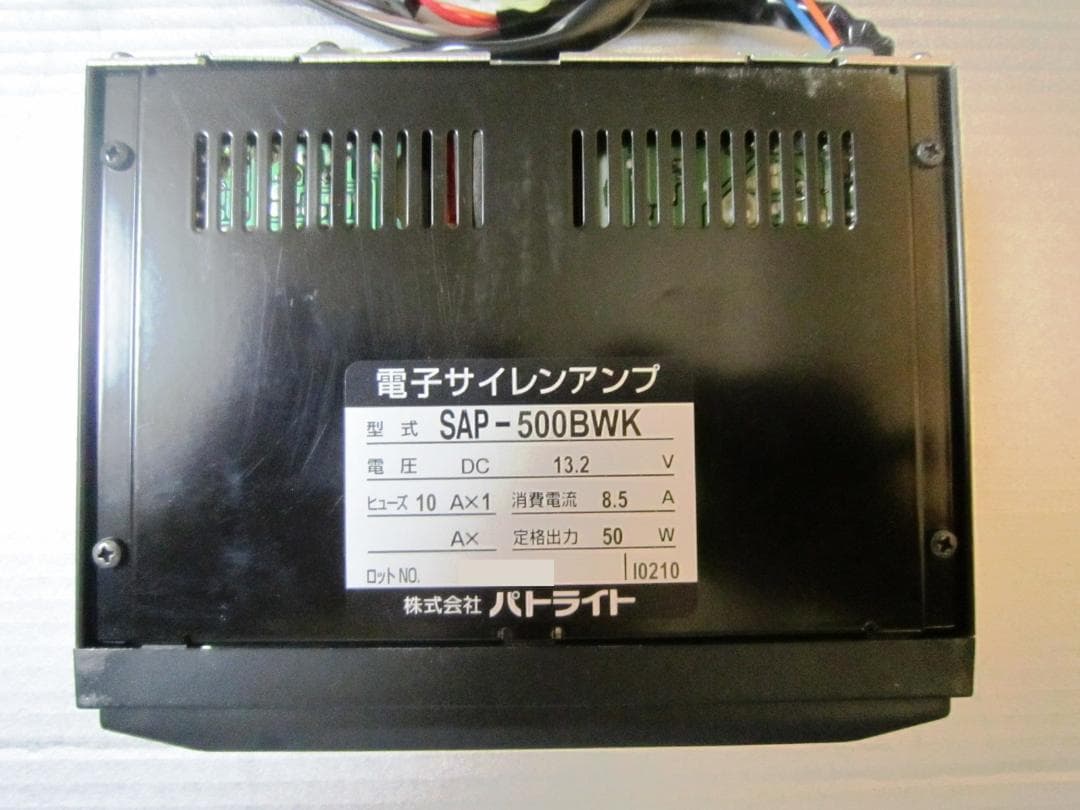 電子サイレンアンプ
型式 SAP-500BWK
電圧 DC 13.2 V
ヒューズ 10 A×1 消費電流 8.5 A
A× 定格出力 50 W
ロットNO. I0210
株式会社 パトライト